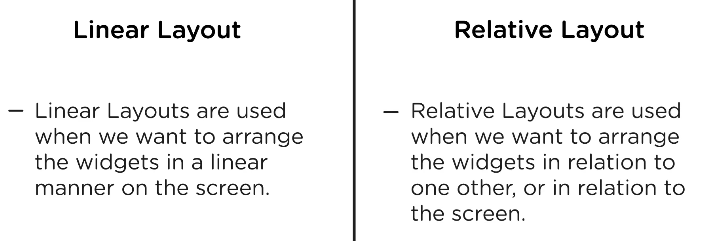 Linear Layout
— Linear Layouts are used
when we want to arrange
the widgets in a linear
manner on the screen.
Relative Layout
— Relative Layouts are used
when we want to arrange
the widgets in relation to
one other, or in relation to
the screen.